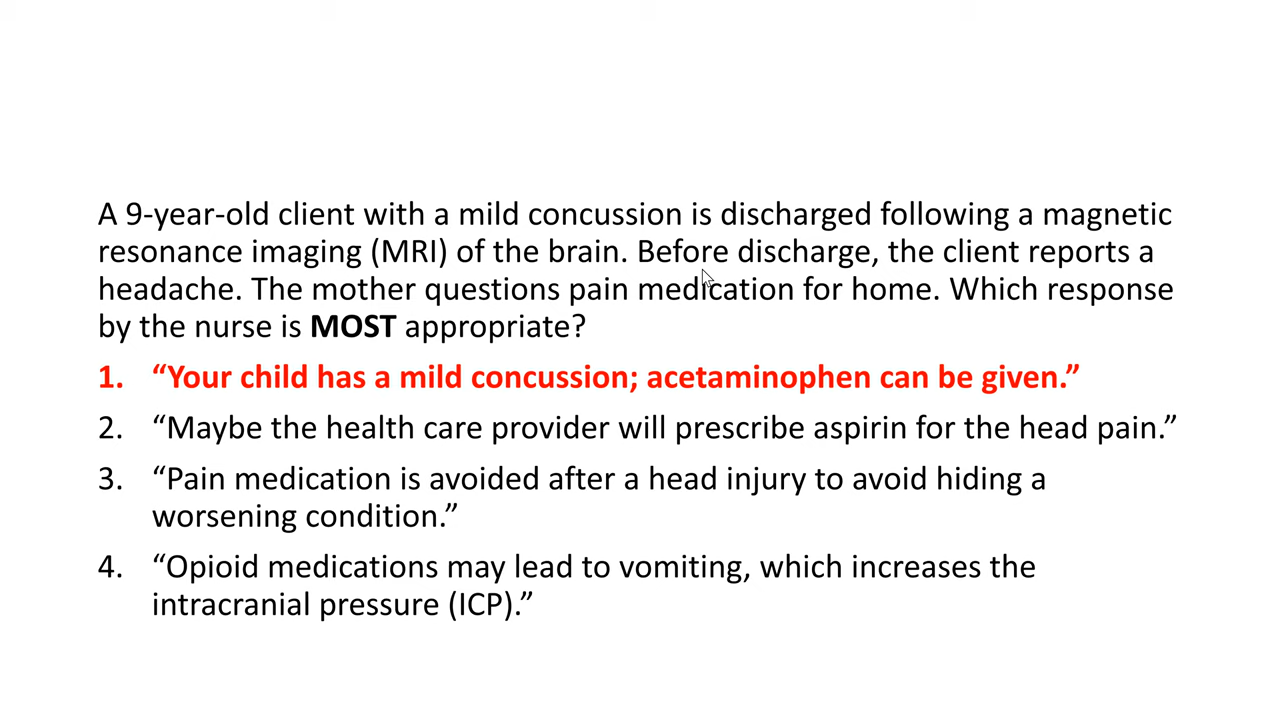 A 9-year-old client with a mild concussion is discharged following a magnetic
resonance imaging (MRI) of the brain. Before discharge, the client reports a
headache. The mother questions pain medication for home. Which response
by the nurse is MOST appropriate?
1. “Your child has a mild concussion; acetaminophen can be given.”
2. “Maybe the health care provider will prescribe aspirin for the head pain.”
3. “Pain medication is avoided after a head injury to avoid hiding a
worsening condition.”
4. “Opioid medications may lead to vomiting, which increases the
intracranial pressure (ICP).”